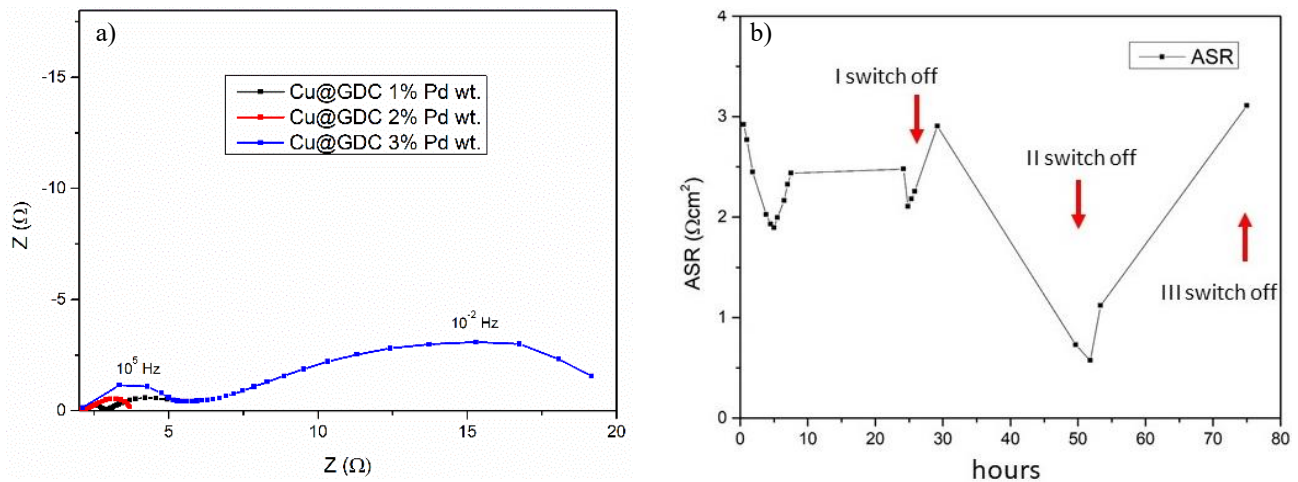 a)
-15
-10
-5
0
Z (Ω)
Cu@GDC 1% Pd wt.
Cu@GDC 2% Pd wt.
Cu@GDC 3% Pd wt.
10⁵ Hz
10⁻² Hz
5
10
15
20
Z (Ω)
b)
4
3
2
1
0
ASR (Ωcm²)
ASR
I switch off
II switch off
III switch off
0
10
20
30
40
50
60
70
80
hours